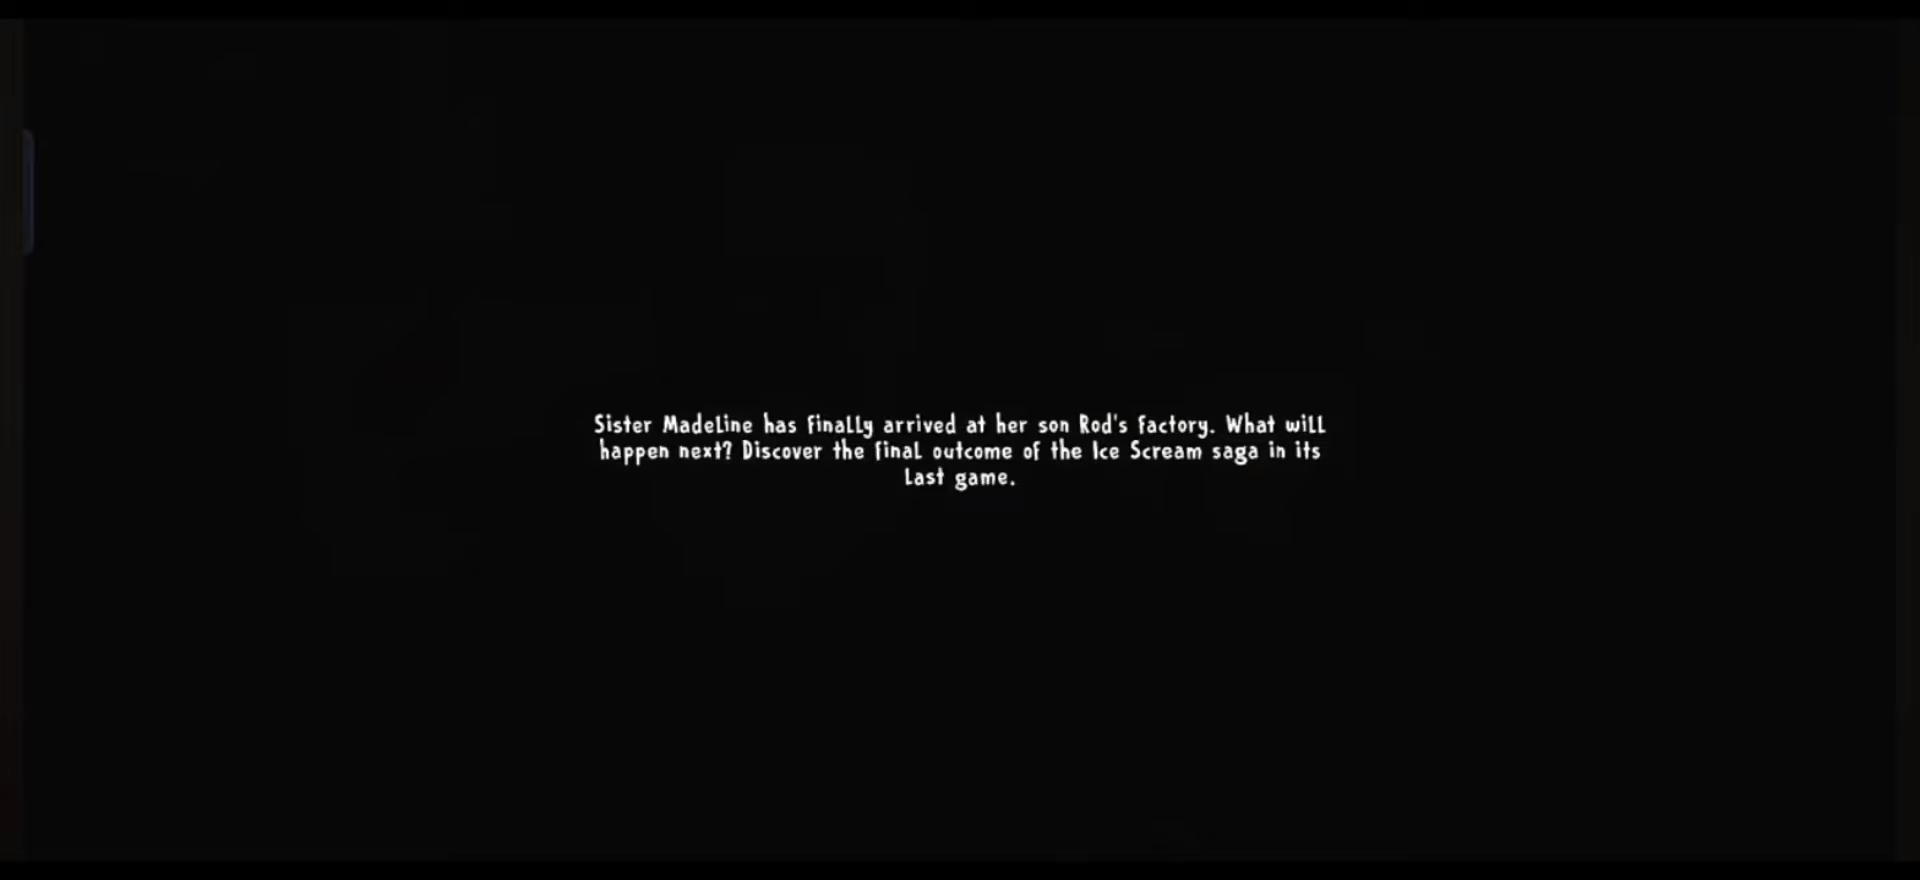 Sister Madeline has finally arrived at her son Rod's factory. What will
happen next? Discover the final outcome of the Ice Scream saga in its
last game.